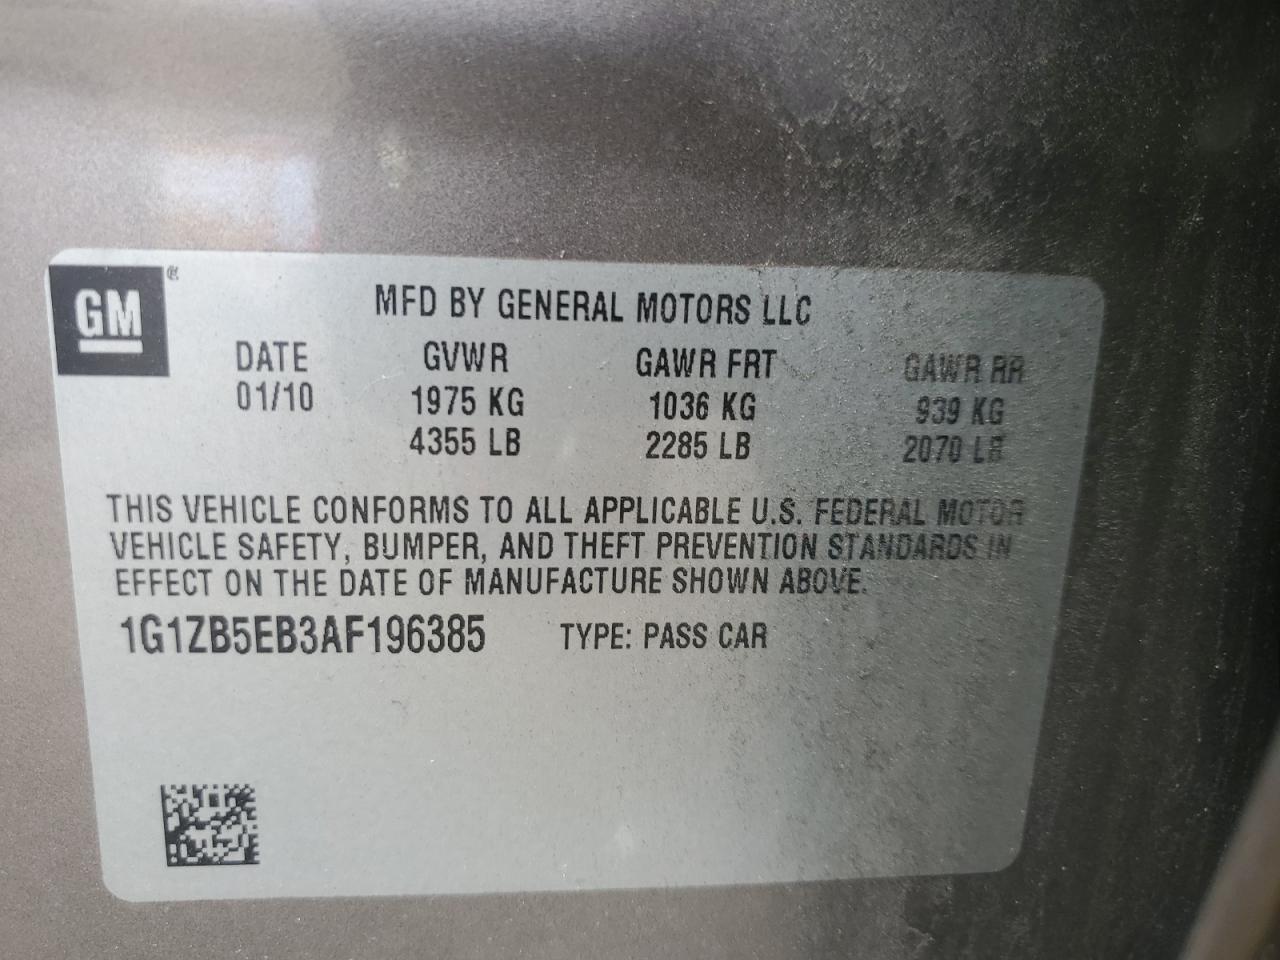 GM
MFD BY GENERAL MOTORS LLC
DATE GVWR GAWR FRT GAWR RR
01/10 1975 KG 1036 KG 939 KG
4355 LB 2285 LB 2070 LB
THIS VEHICLE CONFORMS TO ALL APPLICABLE U.S. FEDERAL MOTOR
VEHICLE SAFETY, BUMPER, AND THEFT PREVENTION STANDARDS IN
EFFECT ON THE DATE OF MANUFACTURE SHOWN ABOVE.
1G1ZB5EB3AF196385 TYPE: PASS CAR